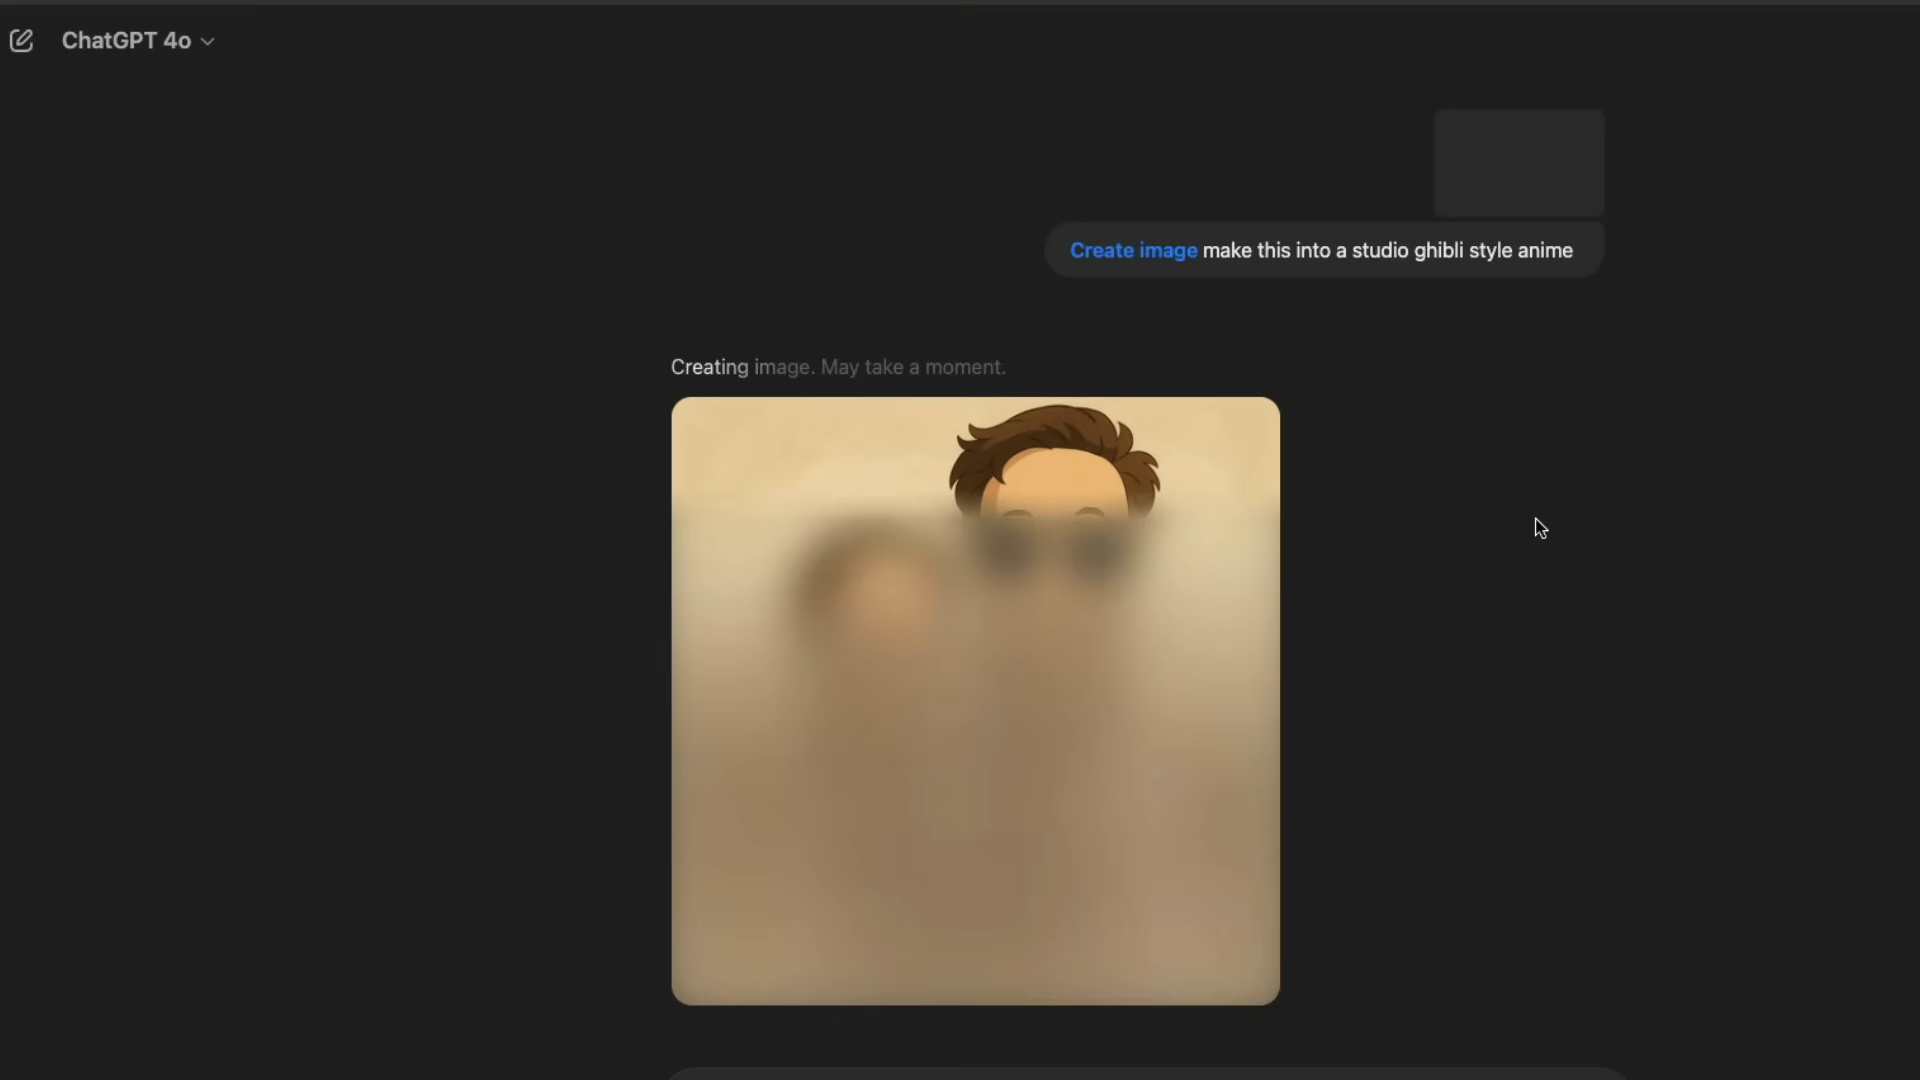 ChatGPT 4o
Create image make this into a studio ghibli style anime
Creating image. May take a moment.